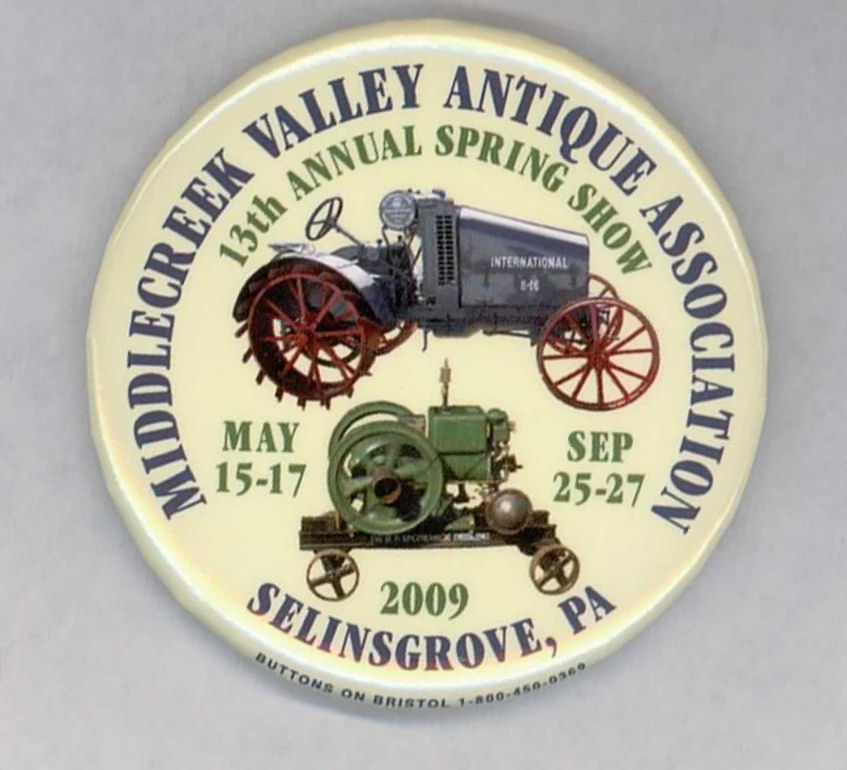 MIDDLECREEK VALLEY ANTIQUE ASSOCIATION
13th ANNUAL SPRING SHOW
INTERNATIONAL
8-16
MAY
15-17
SEP
25-27
2009
SELINSGROVE, PA
BUTTONS ON BRISTOL 1-800-450-0369